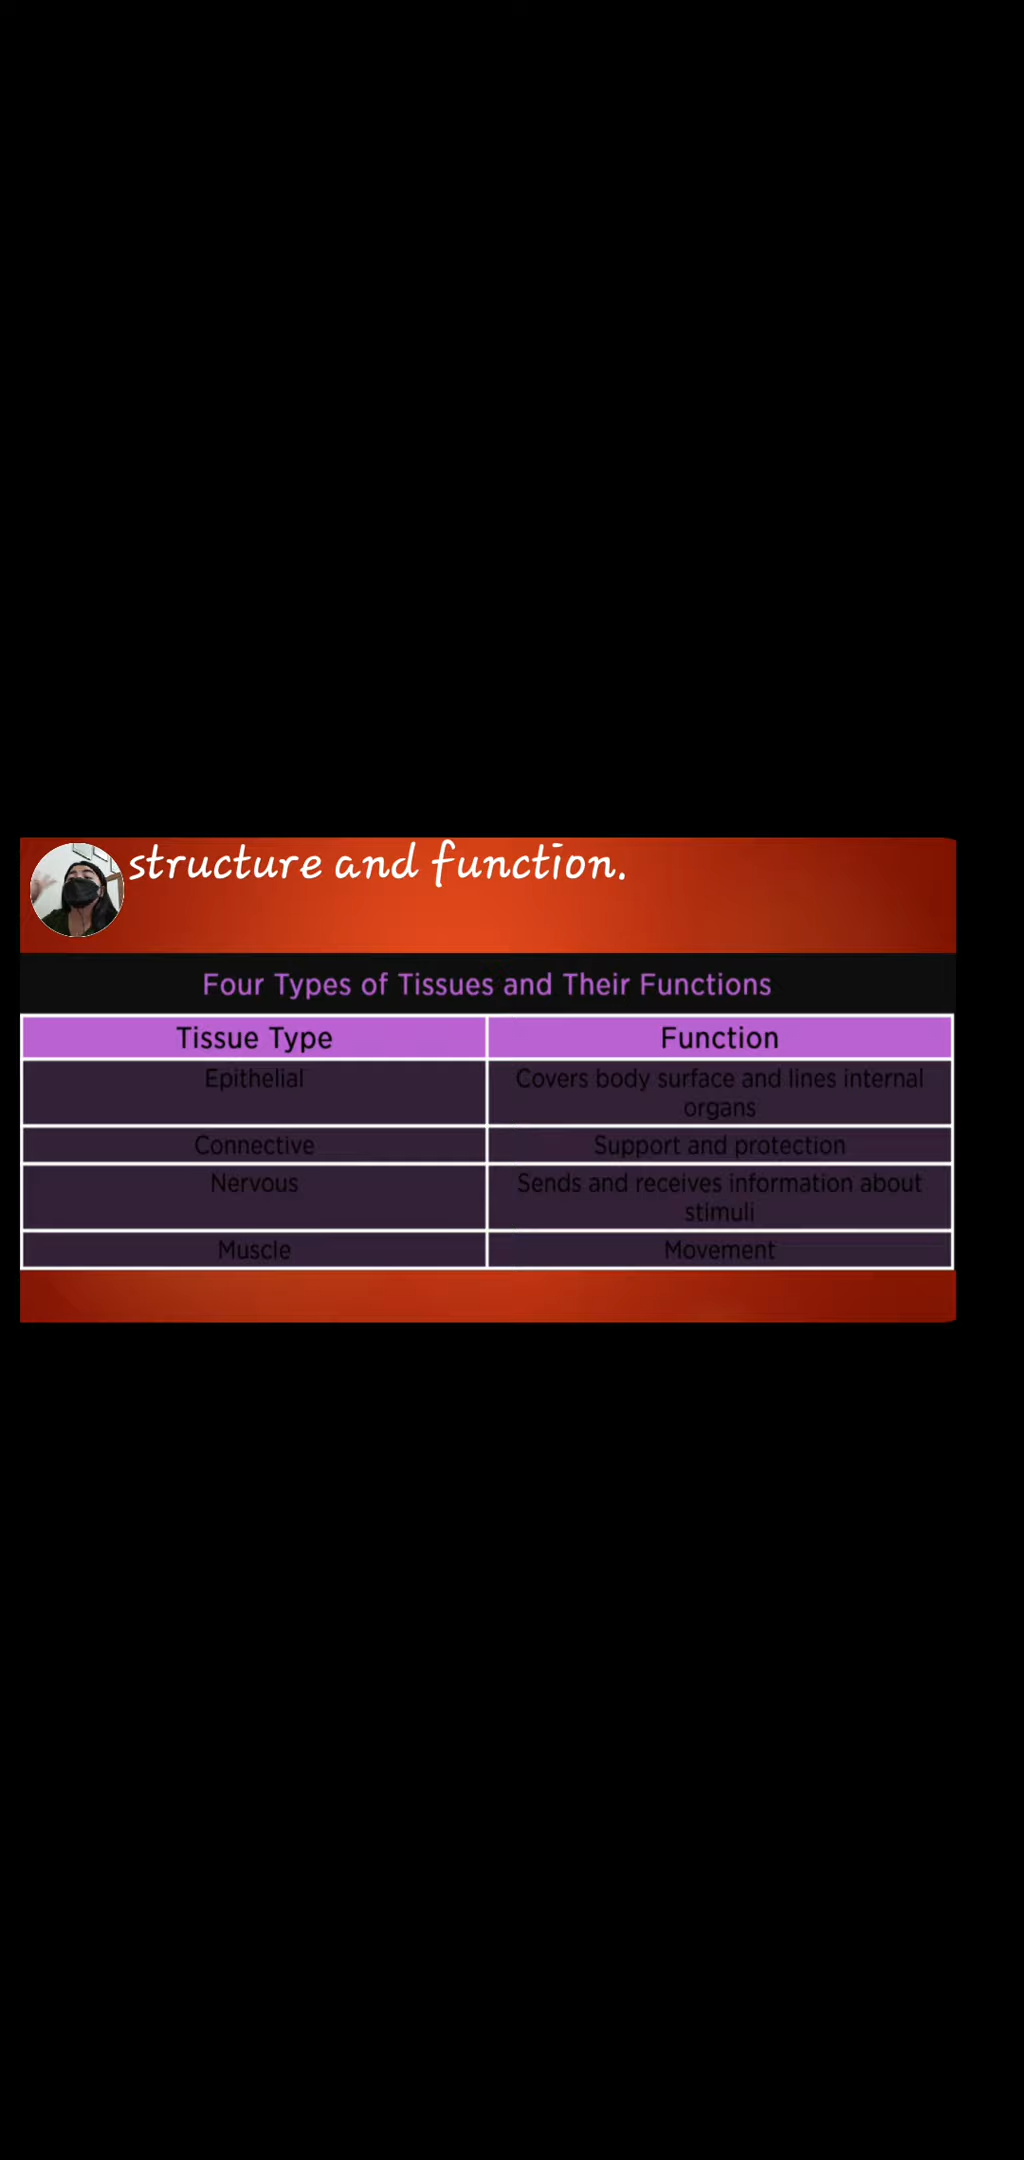 structure and function.
Four Types of Tissues and Their Functions
Tissue Type Function
Epithelial Covers body surface and lines internal
organs
Connective Support and protection
Nervous Sends and receives information about
stimuli
Muscle Movement